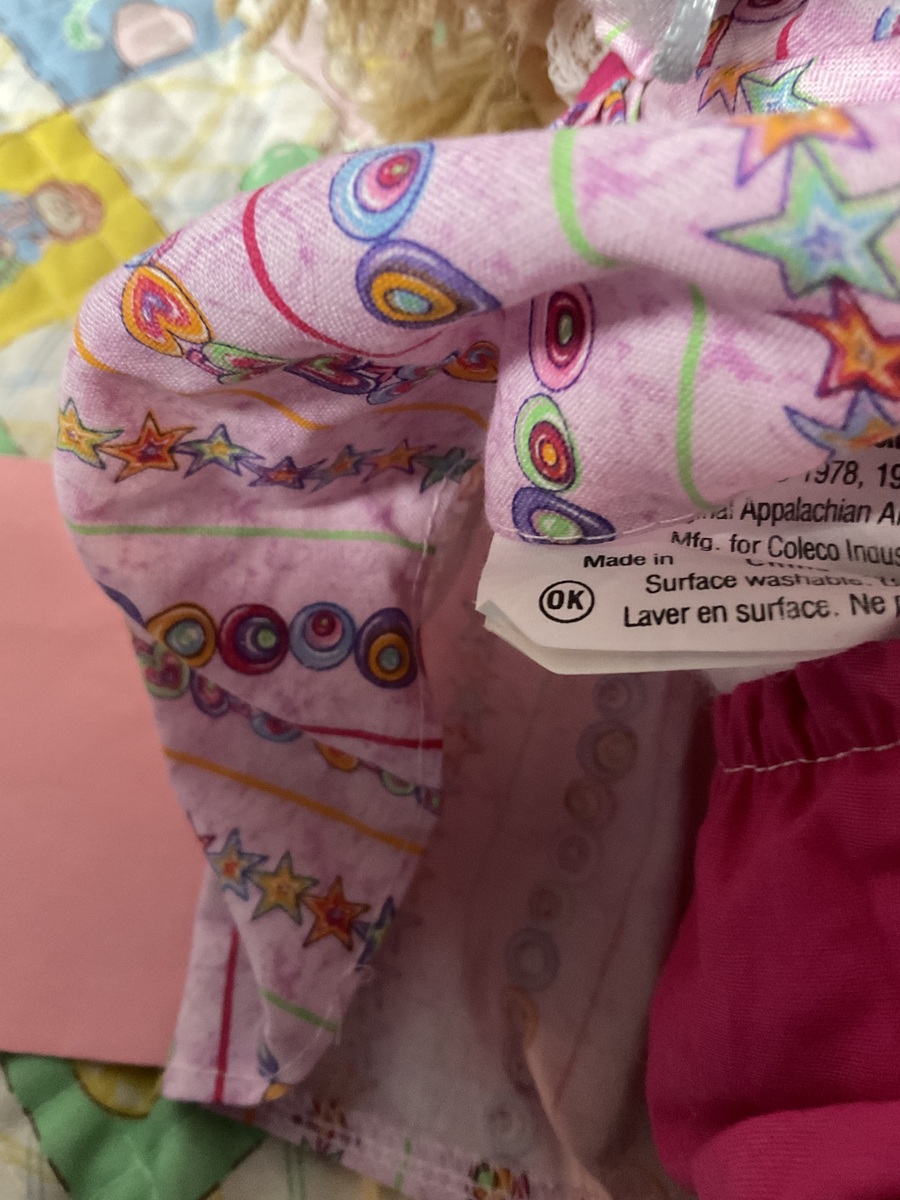 1978, 19
Appalachian
Mfg. for Coleco Indus
Made in
Surface washable.
OK
Laver en surface. Ne